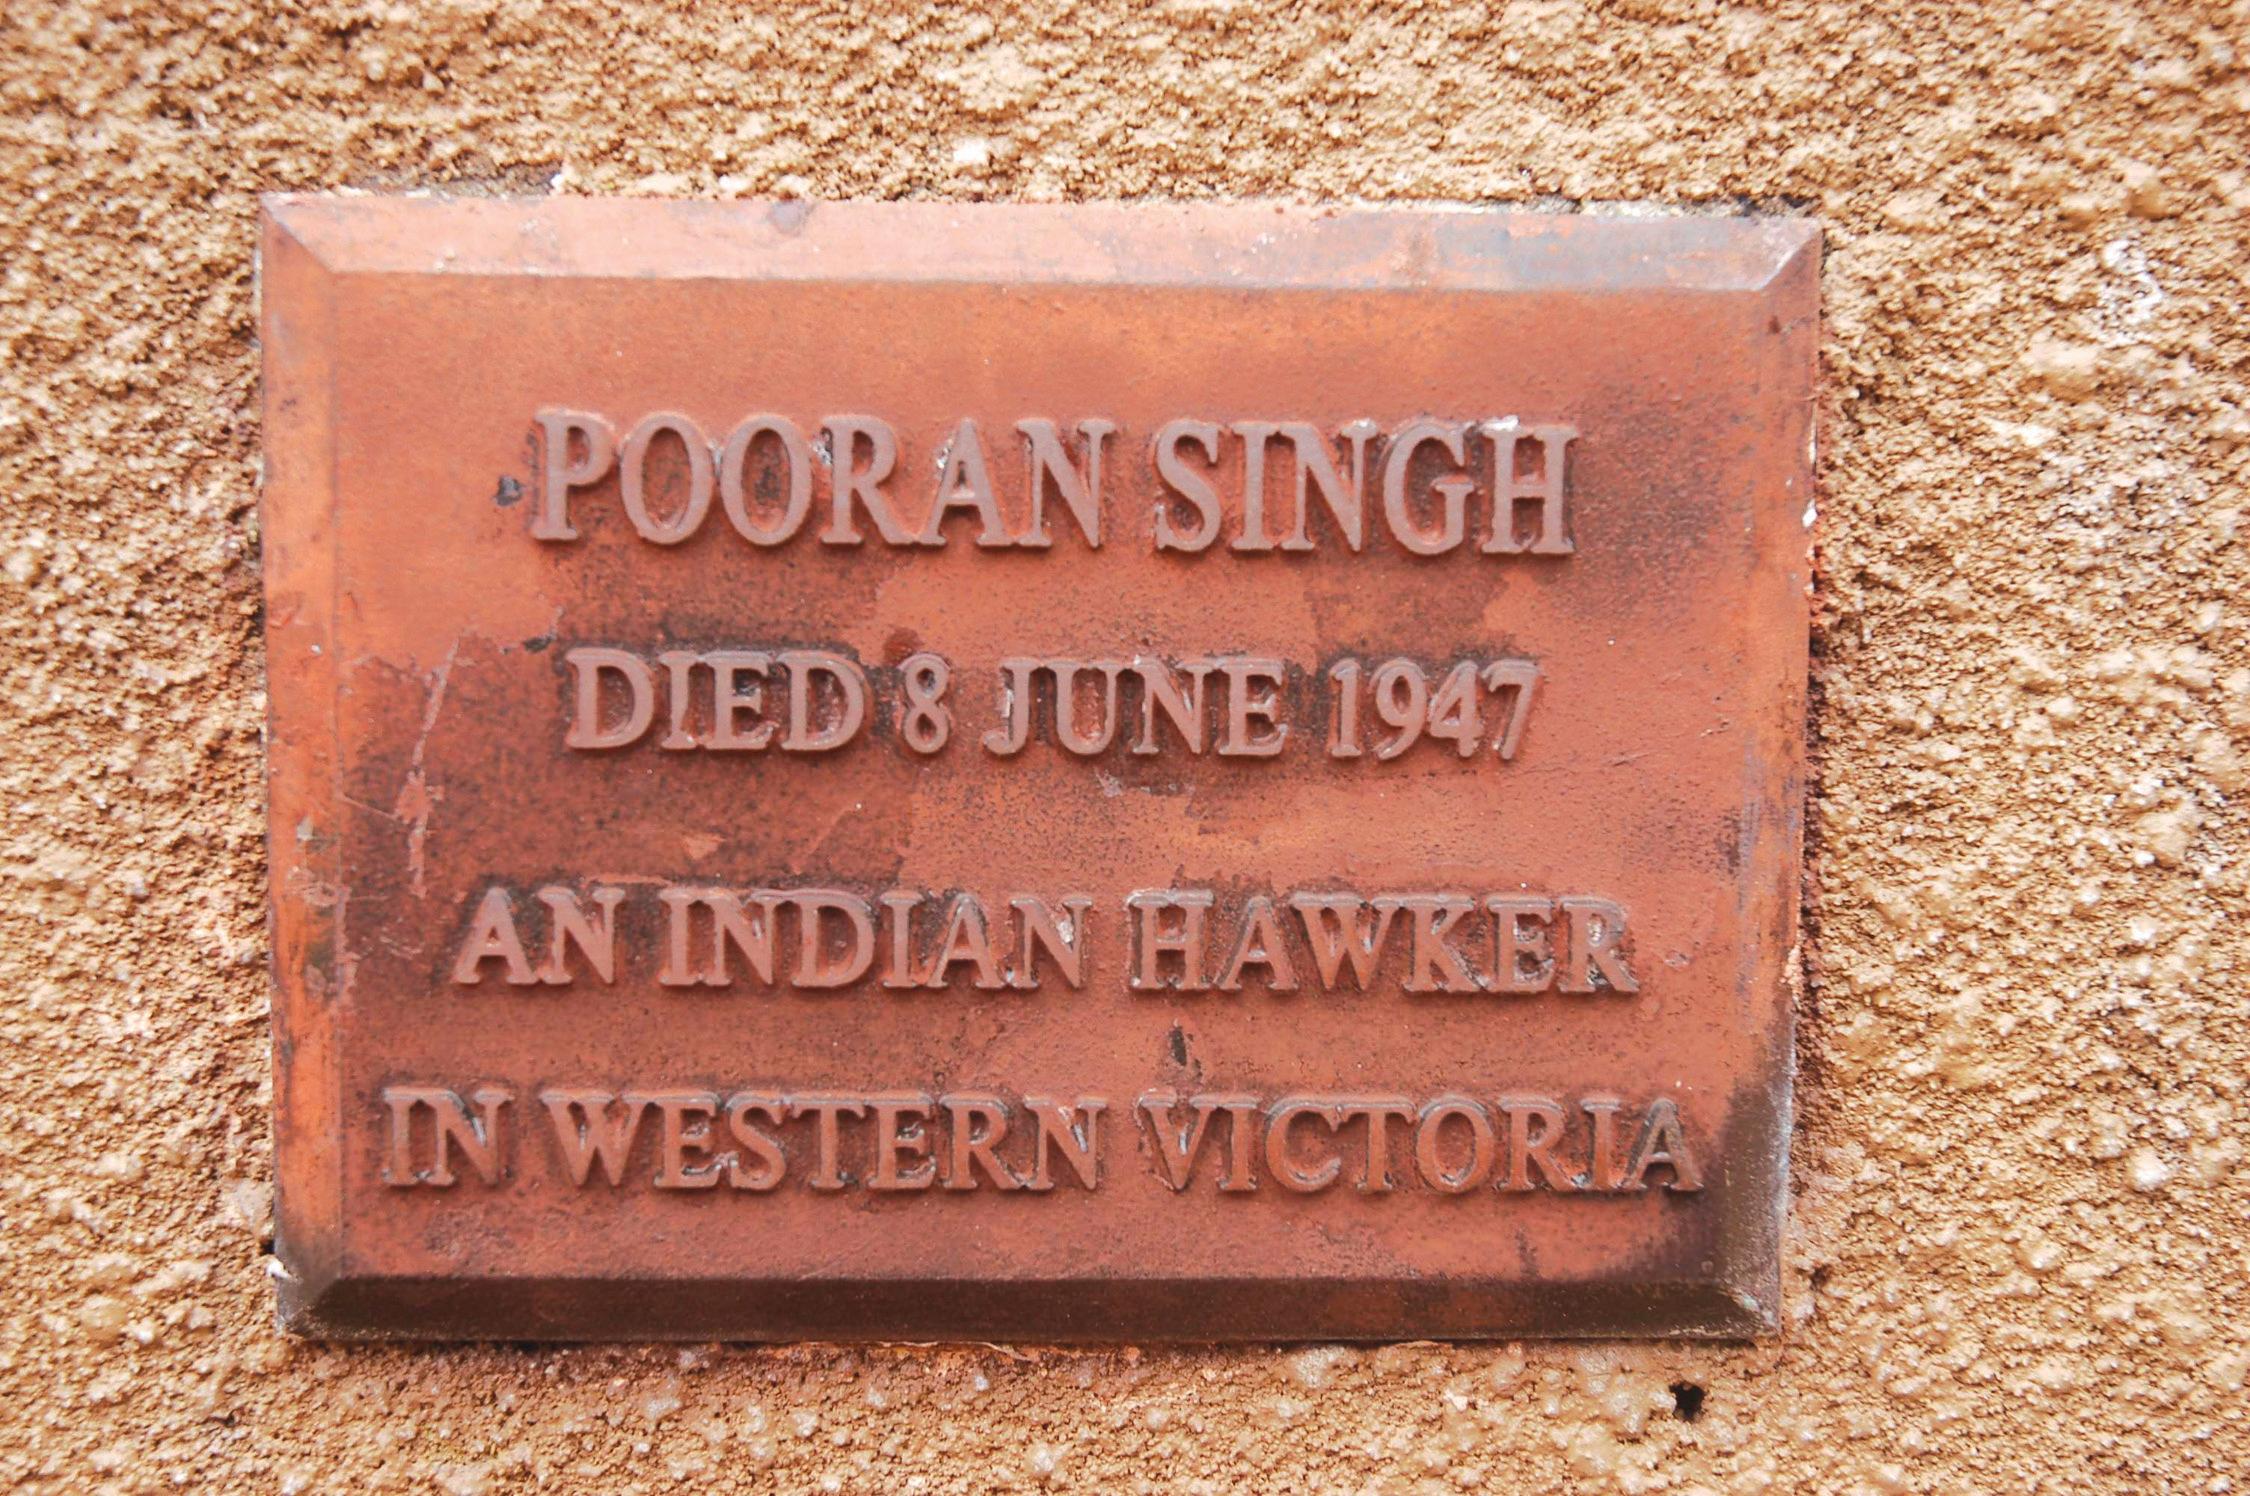 POORAN SINGH
DIED 8 JUNE 1947
AN INDIAN HAWKER
IN WESTERN VICTORIA